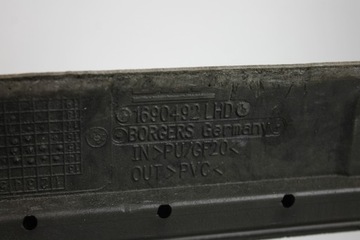 1690492 LHD
BORGERS Germany
IN>PU/GF20<
OUT>PVC<